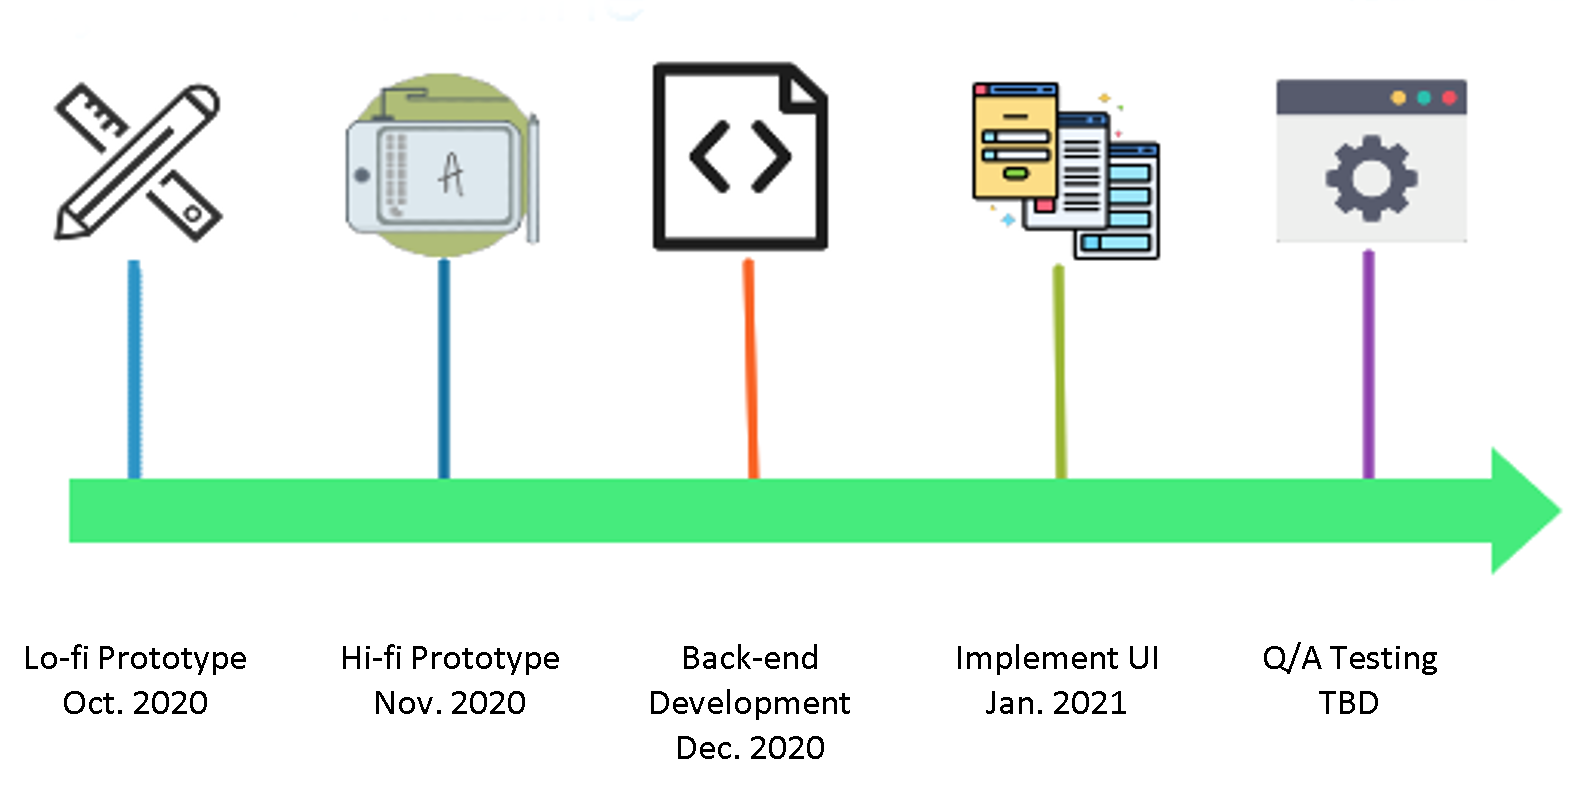 A
Lo-fi Prototype
Oct. 2020
Hi-fi Prototype
Nov. 2020
Back-end
Development
Dec. 2020
Implement UI
Jan. 2021
Q/A Testing
TBD